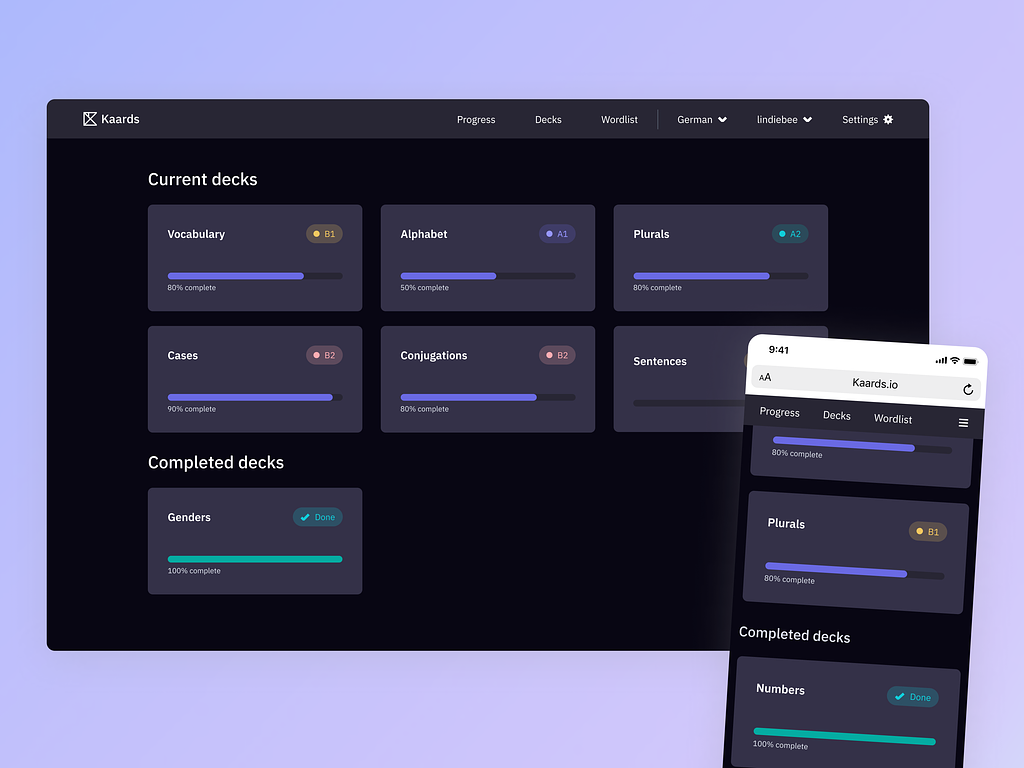 Kaards
Progress Decks Wordlist German lindiebee Settings
Current decks
Vocabulary B1
80% complete
Alphabet A1
50% complete
Plurals A2
80% complete
Cases B2
90% complete
Conjugations B2
80% complete
Sentences
Completed decks
Genders Done
100% complete
9:41
AA Kaards.io
Progress Decks Wordlist
80% complete
Plurals B1
80% complete
Completed decks
Numbers Done
100% complete